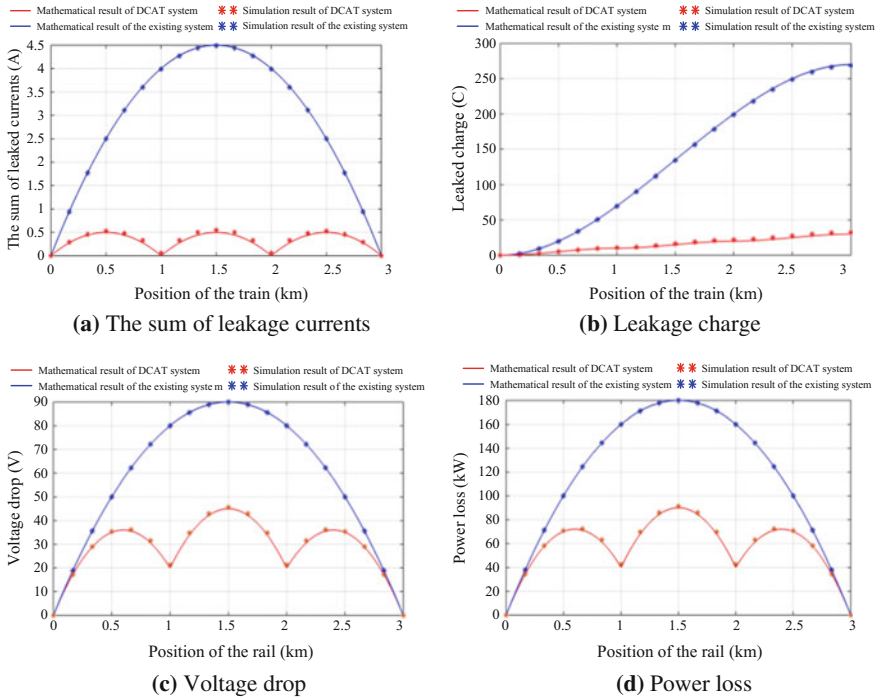 Mathematical result of DCAT system
Simulation result of DCAT system
Mathematical result of the existing system
Simulation result of the existing system
The sum of leaked currents (A)
4.5
4
3.5
3
2.5
2
1.5
1
0.5
0
0 0.5 1 1.5 2 2.5 3
Position of the train (km)
(a) The sum of leakage currents
Mathematical result of DCAT system
Simulation result of DCAT system
Mathematical result of the existing syste m
Simulation result of the existing system
Leaked charge (C)
300
250
200
150
100
50
0
0 0.5 1 1.5 2 2.5 3
Position of the train (km)
(b) Leakage charge
Mathematical result of DCAT system
Simulation result of DCAT system
Mathematical result of the existing syste m
Simulation result of the existing system
Voltage drop (V)
90
80
70
60
50
40
30
20
10
0
0 0.5 1 1.5 2 2.5 3
Position of the rail (km)
(c) Voltage drop
Mathematical result of DCAT system
Simulation result of DCAT system
Mathematical result of the existing system
Simulation result of the existing system
Power loss (kW)
180
160
140
120
100
80
60
40
20
0
0 0.5 1 1.5 2 2.5 3
Position of the rail (km)
(d) Power loss